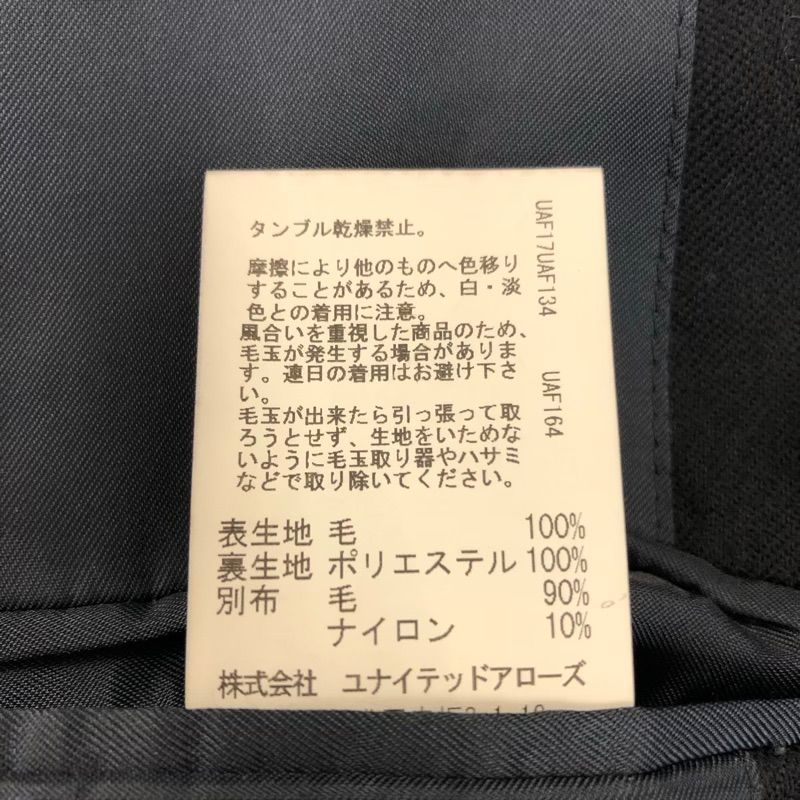 タンブル乾燥禁止。
摩擦により他のものへ色移り
することがあるため、白・淡
色との着用に注意。
風合いを重視した商品のため、
毛玉が発生する場合がありま
す。連日の着用はお避け下さ
い。
毛玉が出来たら引っ張って取
ろうとせず、生地をいためな
いように毛玉取り器やハサミ
などで取り除いてください。
UAF17UAF134
UAF164
表生地 毛 100%
裏生地 ポリエステル 100%
別布 毛 90%
ナイロン 10%
株式会社 ユナイテッドアローズ